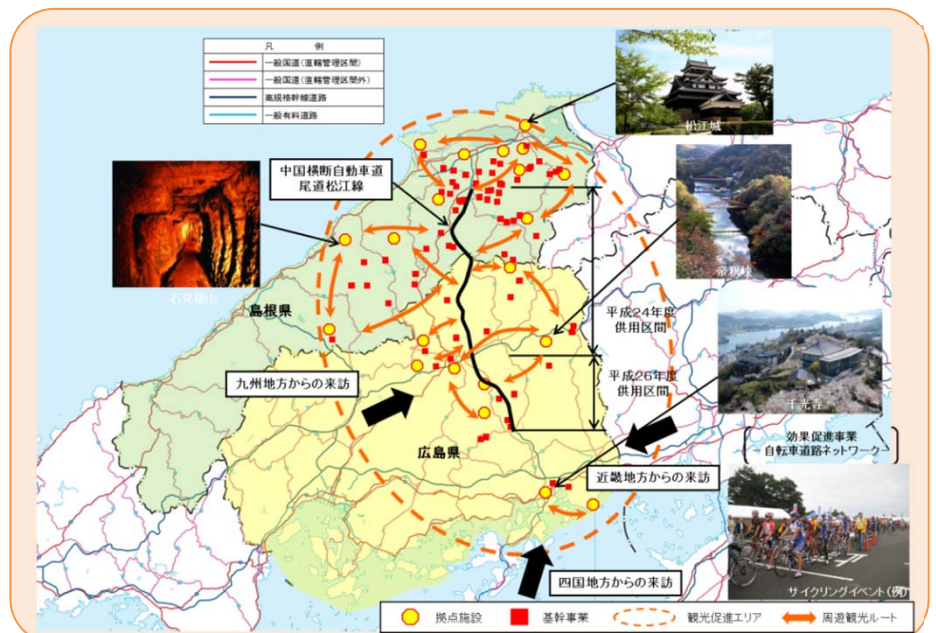 凡　　例
一般国道(直轄管理区間)
一般国道(直轄管理区間外)
高規格幹線道路
一般有料道路
松江城
中国横断自動車道
尾道松江線
帝釈峡
石見銀山
島根県
平成24年度
供用区間
平成26年度
供用区間
九州地方からの来訪
千光寺
効果促進事業
自転車道路ネットワーク
広島県
近畿地方からの来訪
四国地方からの来訪
サイクリングイベント(例)
拠点施設
基幹事業
観光促進エリア
周遊観光ルート